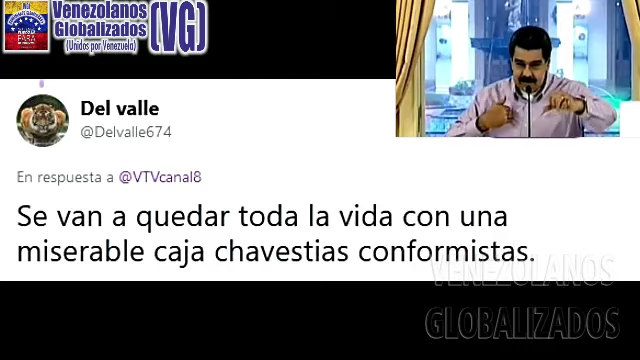 Venezolanos
Globalizados
(Unidos por Venezuela)
(VG)
Del valle
@Delvalle674
En respuesta a @VTVcanal8
Se van a quedar toda la vida con una
miserable caja chavestias conformistas.
VENEZOLANOS
GLOBALIZADOS